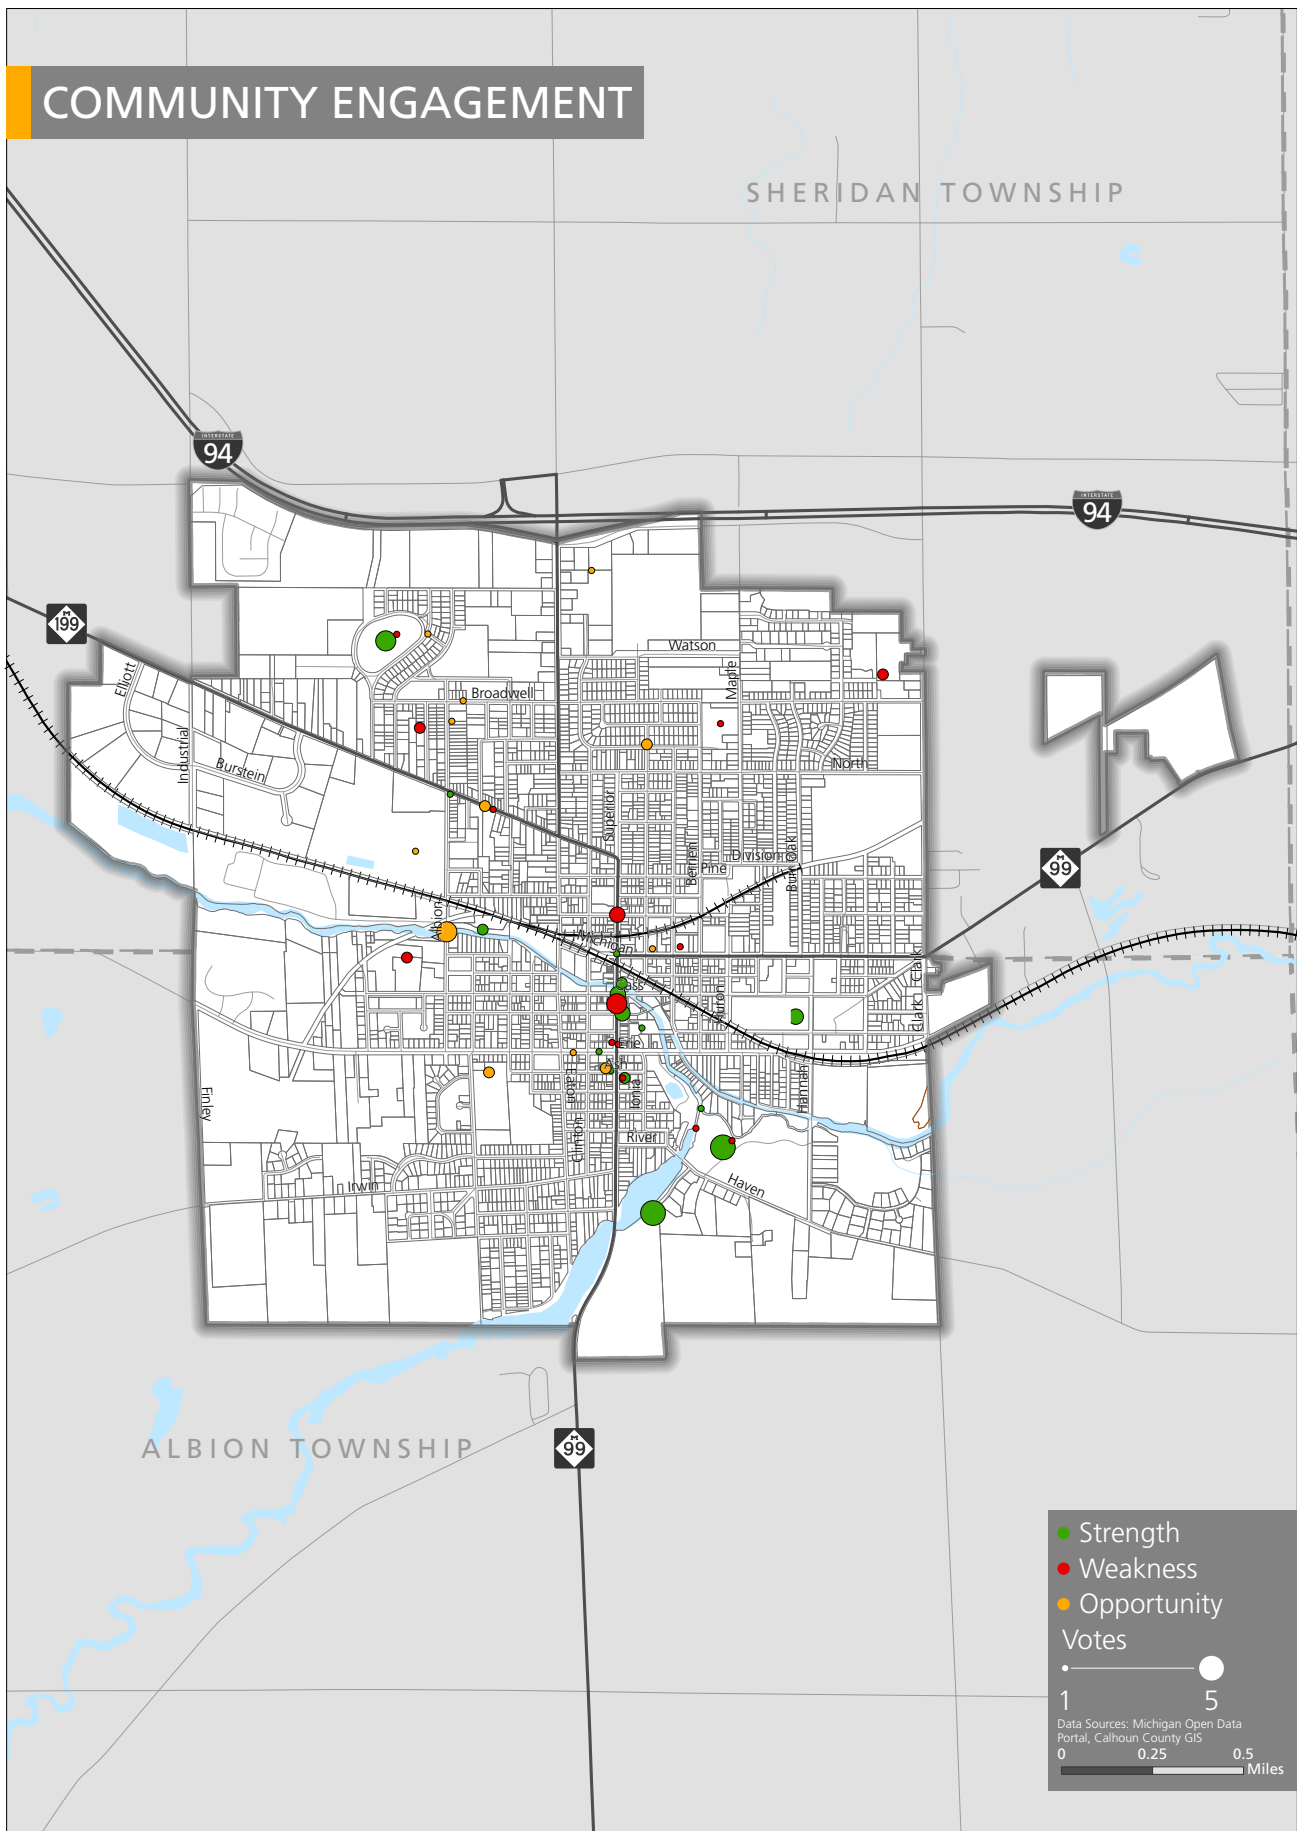 COMMUNITY ENGAGEMENT
SHERIDAN TOWNSHIP
INTERSTATE
94
INTERSTATE
94
M
199
Elliott
Watson
Maple
Broadwell
Industrial
Burstein
North
Superior
Berrien
Division
Burr Oak
Pine
M
99
Albion
Michigan
Clark
Cass
Huron
Clark
Erie
Ash
Eaton
Ionia
Hannah
Finley
Clinton
River
Irwin
Haven
ALBION TOWNSHIP
M
99
Strength
Weakness
Opportunity
Votes
1 5
Data Sources: Michigan Open Data
Portal, Calhoun County GIS
0 0.25 0.5
Miles